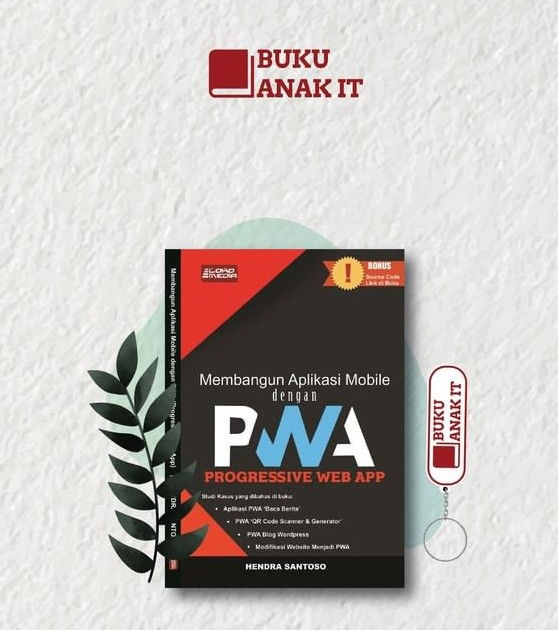 BUKU
ANAK IT
LOKO
MEDIA
BONUS
Source Code
Link di Buku
!
Membangun Aplikasi Mobile
dengan
PWA
PROGRESSIVE WEB APP
Studi Kasus yang dibahas di buku:
• Aplikasi PWA 'Baca Berita'
• PWA 'QR Code Scanner & Generator'
• PWA Blog Wordpress
• Modifikasi Website Menjadi PWA
HENDRA SANTOSO
Membangun Aplikasi Mobile dengan
BUKU
ANAK IT